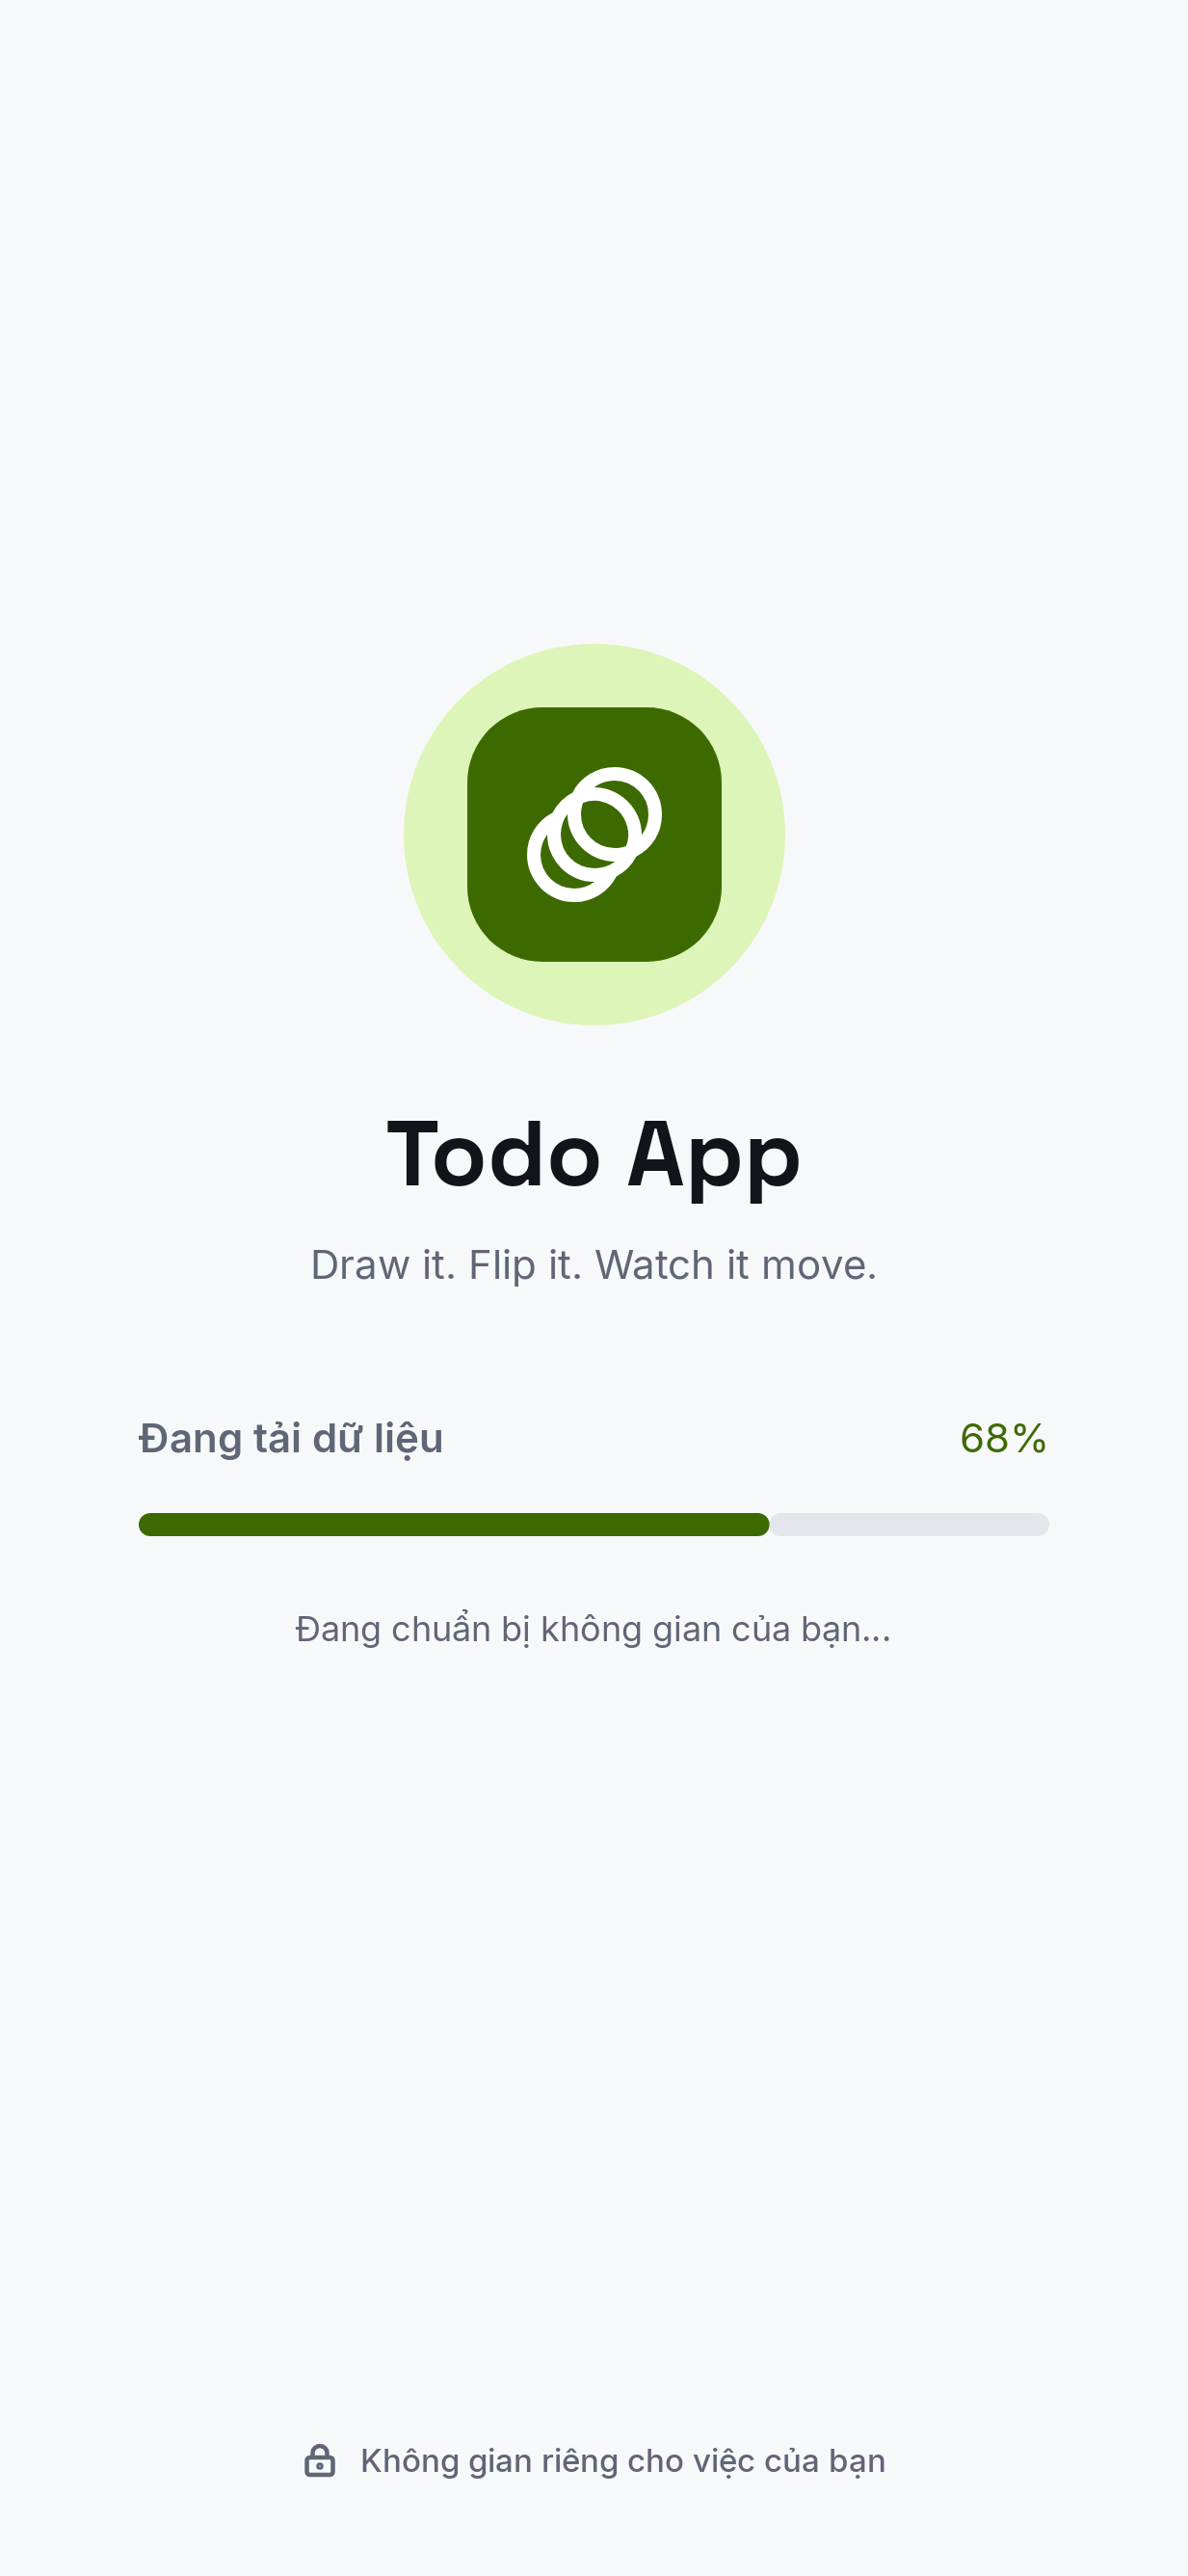 Todo App
Draw it. Flip it. Watch it move.
Đang tải dữ liệu 68%
Đang chuẩn bị không gian của bạn...
Không gian riêng cho việc của bạn